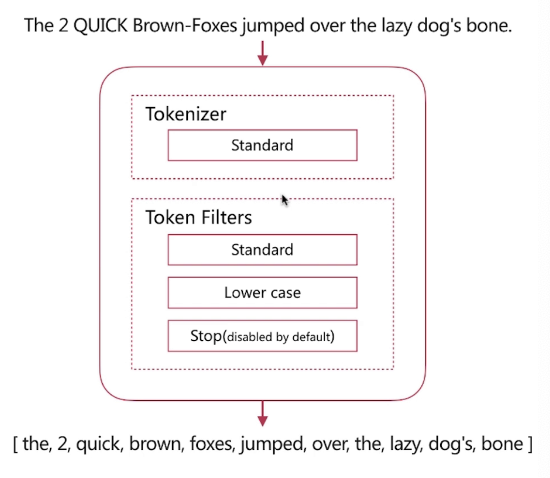 The 2 QUICK Brown-Foxes jumped over the lazy dog's bone.
Tokenizer
Standard
Token Filters
Standard
Lower case
Stop(disabled by default)
[ the, 2, quick, brown, foxes, jumped, over, the, lazy, dog's, bone ]